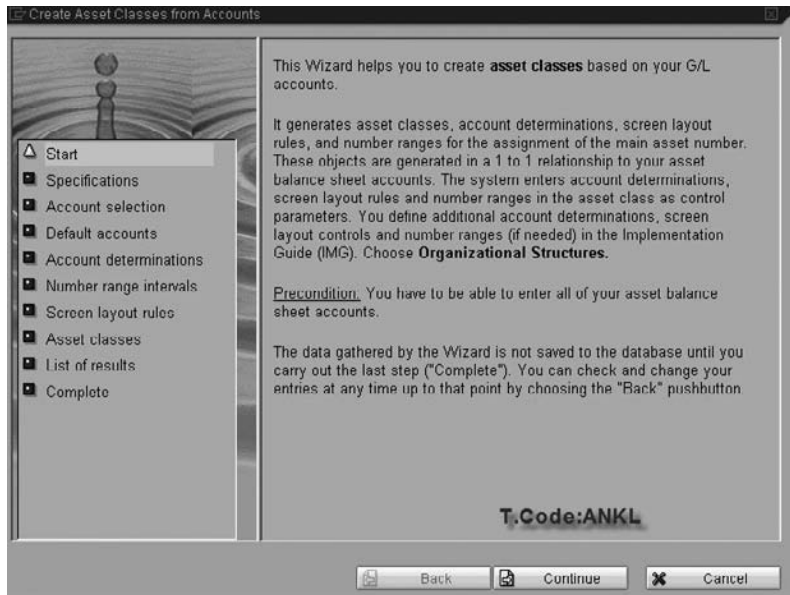 Create Asset Classes from Accounts
Start
Specifications
Account selection
Default accounts
Account determinations
Number range intervals
Screen layout rules
Asset classes
List of results
Complete
This Wizard helps you to create asset classes based on your G/L
accounts.
It generates asset classes, account determinations, screen layout
rules, and number ranges for the assignment of the main asset number.
These objects are generated in a 1 to 1 relationship to your asset
balance sheet accounts. The system enters account determinations,
screen layout rules and number ranges in the asset class as control
parameters. You define additional account determinations, screen
layout controls and number ranges (if needed) in the Implementation
Guide (IMG). Choose Organizational Structures.
Precondition: You have to be able to enter all of your asset balance
sheet accounts.
The data gathered by the Wizard is not saved to the database until you
carry out the last step ("Complete"). You can check and change your
entries at any time up to that point by choosing the "Back" pushbutton.
T.Code:ANKL
Back
Continue
Cancel